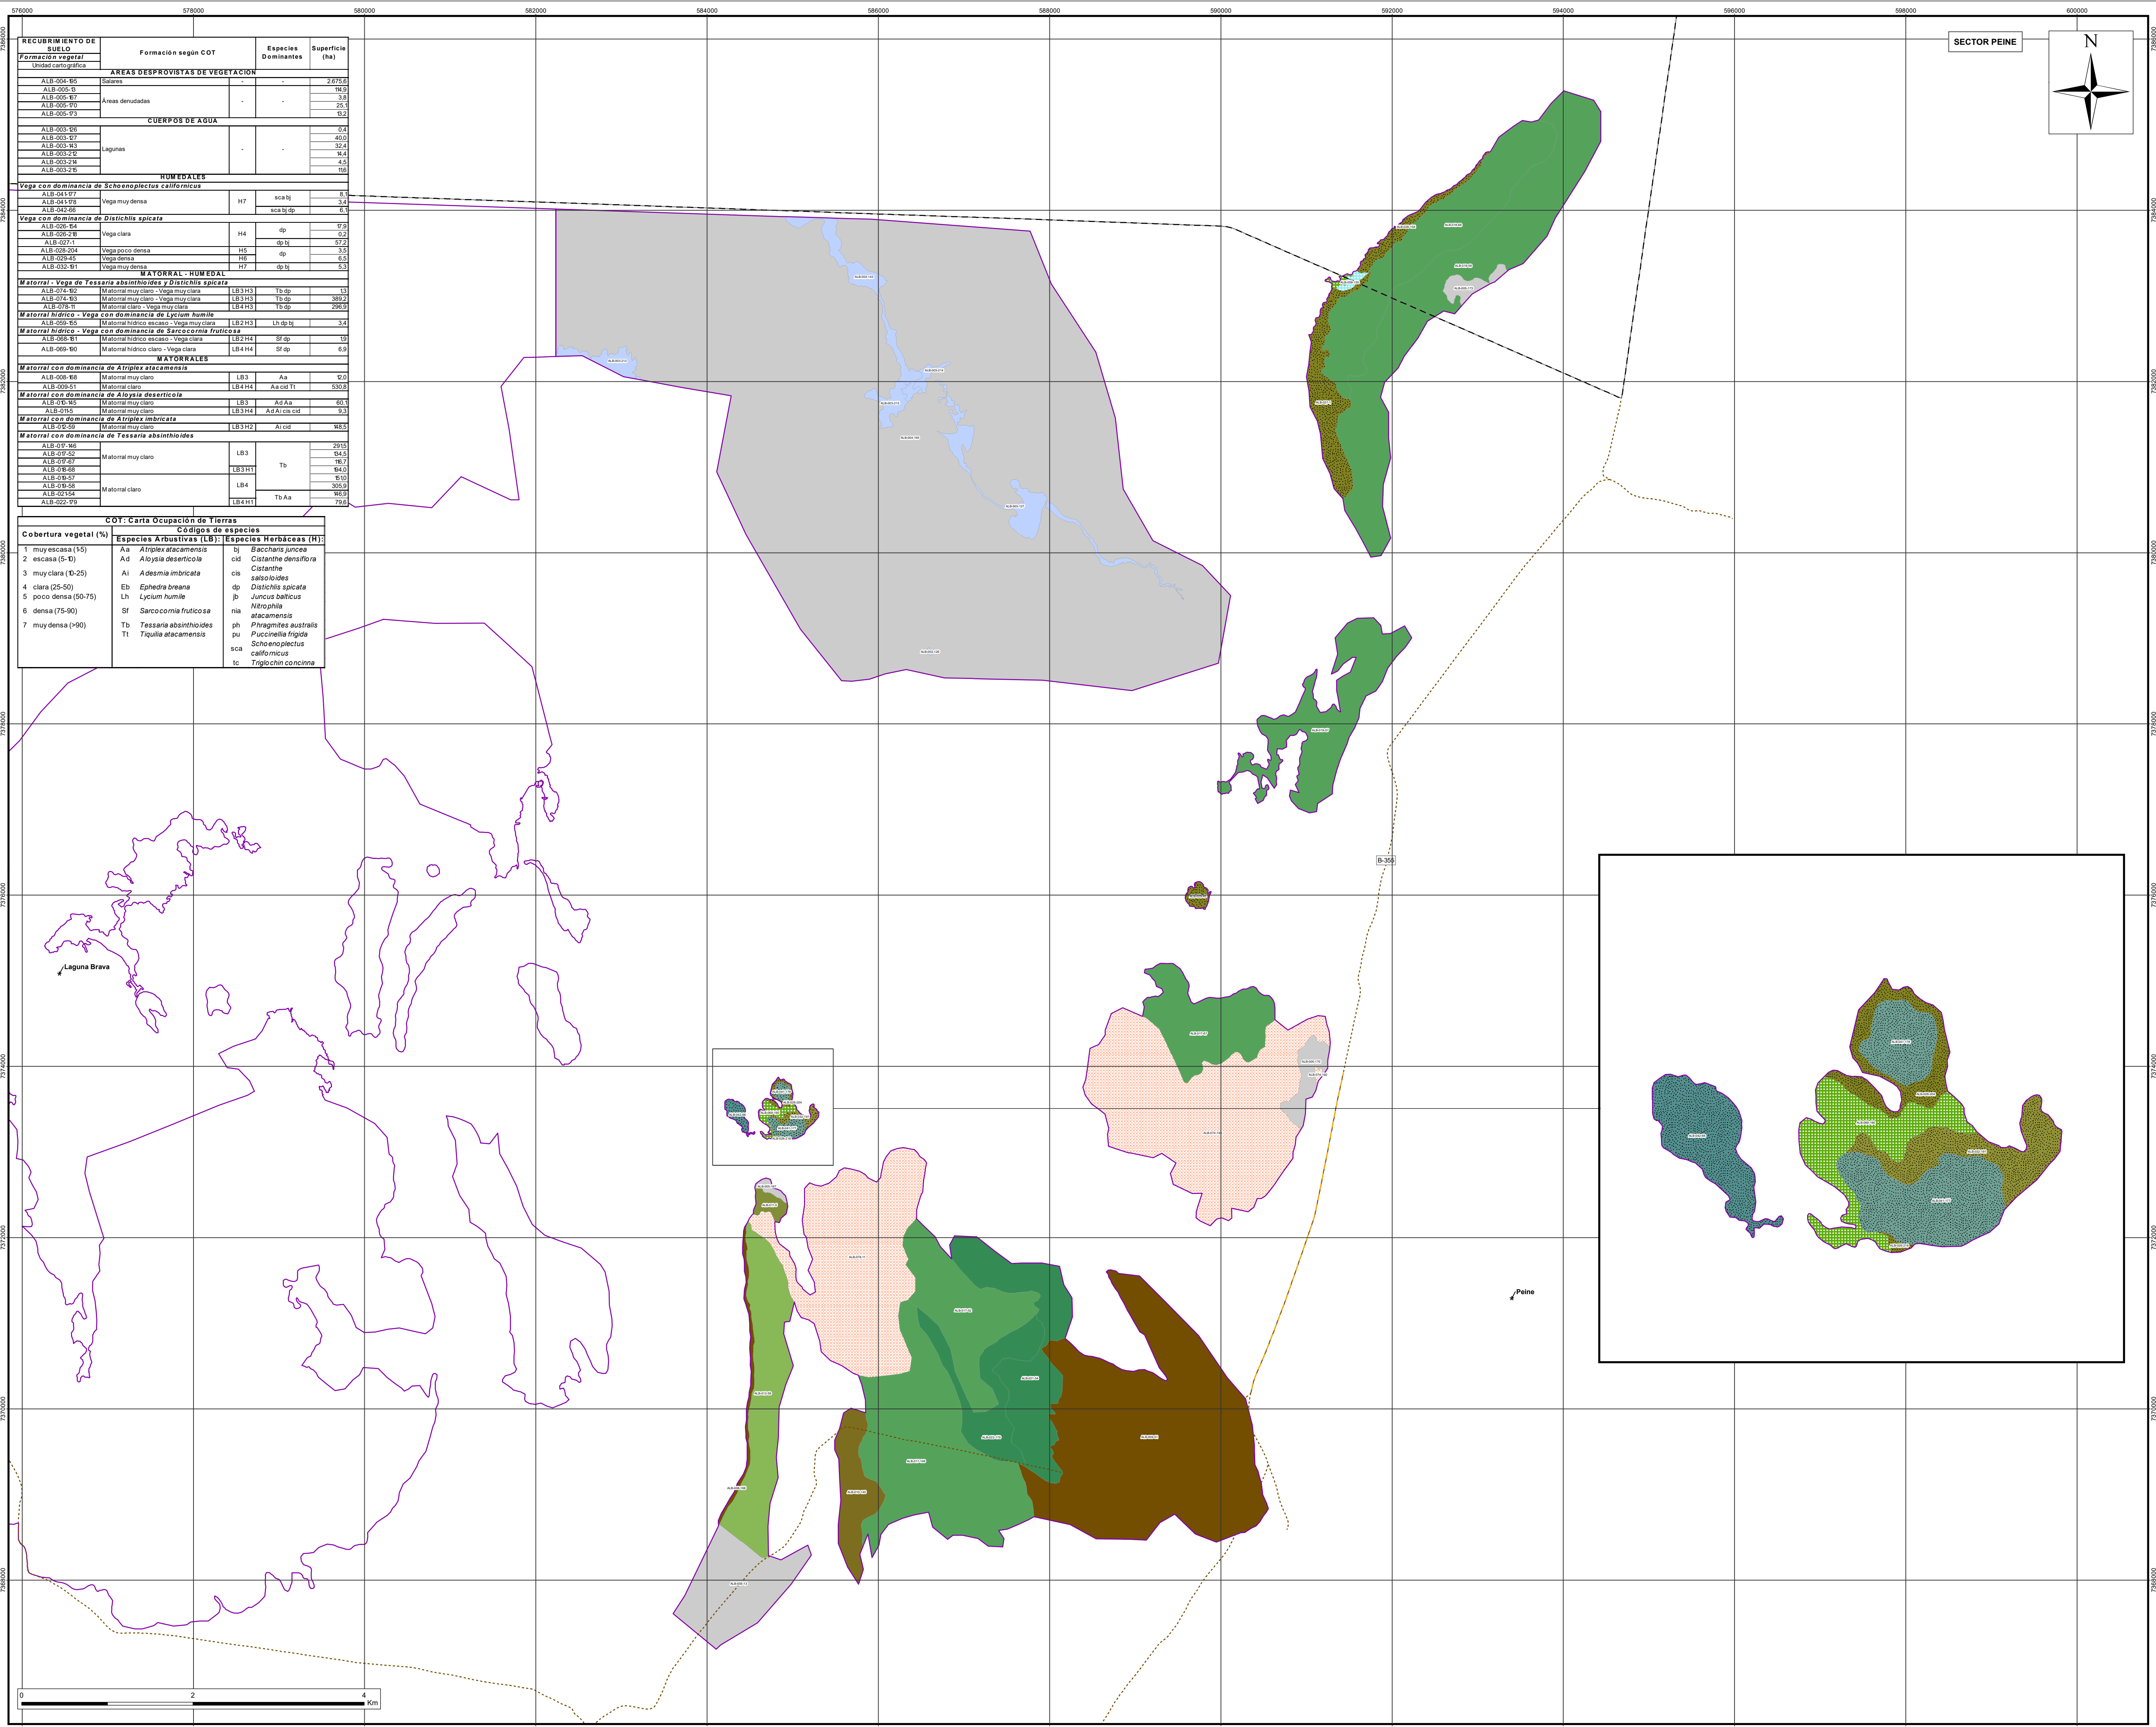 576000 578000 580000 582000 584000 586000 588000 590000 592000 594000 596000 598000 600000
SECTOR PEINE
N
RECUBRIMIENTO DE SUELO
Formación vegetal
Unidad cartográfica
Formación según COT
Especies Dominantes
Superficie (ha)
AREAS DESPROVISTAS DE VEGETACION
ALB-004-195 Salares - - 2.675,6
ALB-005-13 Áreas denudadas - - 114,9
ALB-005-167 3,8
ALB-005-170 25,1
ALB-005-173 13,2
CUERPOS DE AGUA
ALB-003-126 Lagunas - - 0,4
ALB-003-127 40,0
ALB-003-143 32,4
ALB-003-212 14,4
ALB-003-214 4,5
ALB-003-215 11,6
HUMEDALES
Vega con dominancia de Schoenoplectus californicus
ALB-041-177 Vega muy densa H7 sca bj 8,1
ALB-041-178 3,4
ALB-042-66 sca bj dp 6,1
Vega con dominancia de Distichlis spicata
ALB-026-154 Vega clara H4 dp 17,9
ALB-026-218 0,2
ALB-027-1 dp bj 57,2
ALB-028-204 Vega poco densa H5 dp 3,5
ALB-029-45 Vega densa H6 6,5
ALB-032-191 Vega muy densa H7 dp bj 5,3
MATORRAL - HUMEDAL
Matorral - Vega de Tessaria absinthioides y Distichlis spicata
ALB-074-192 Matorral muy claro - Vega muy clara LB3 H3 Tb dp 1,3
ALB-074-193 Matorral muy claro - Vega muy clara LB3 H3 Tb dp 389,2
ALB-078-11 Matorral claro - Vega muy clara LB4 H3 Tb dp 296,9
Matorral hídrico - Vega con dominancia de Lycium humile
ALB-059-155 Matorral hídrico escaso - Vega muy clara LB2 H3 Lh dp bj 3,4
Matorral hídrico - Vega con dominancia de Sarcocornia fruticosa
ALB-068-181 Matorral hídrico escaso - Vega clara LB2 H4 Sf dp 1,9
ALB-069-190 Matorral hídrico claro - Vega clara LB4 H4 Sf dp 6,9
MATORRALES
Matorral con dominancia de Atriplex atacamensis
ALB-008-168 Matorral muy claro LB3 Aa 12,0
ALB-009-51 Matorral claro LB4 H4 Aa cid Tt 530,8
Matorral con dominancia de Aloysia deserticola
ALB-010-145 Matorral muy claro LB3 Ad Aa 60,1
ALB-011-5 Matorral muy claro LB3 H4 Ad Ai cis cid 9,3
Matorral con dominancia de Atriplex imbricata
ALB-012-59 Matorral muy claro LB3 H2 Ai cid 148,5
Matorral con dominancia de Tessaria absinthioides
ALB-017-146 Matorral muy claro LB3 Tb 291,5
ALB-017-52 134,5
ALB-017-67 116,7
ALB-018-68 LB3 H1 194,0
ALB-019-57 Matorral claro LB4 151,0
ALB-019-58 305,9
ALB-021-54 Tb Aa 146,9
ALB-022-179 LB4 H1 79,6
COT: Carta Ocupación de Tierras
Cobertura vegetal (%)
Códigos de especies
Especies Arbustivas (LB): Especies Herbáceas (H):
1 muy escasa (1-5) Aa Atriplex atacamensis bj Baccharis juncea
2 escasa (5-10) Ad Aloysia deserticola cid Cistanthe densiflora
3 muy clara (10-25) Ai Adesmia imbricata cis Cistanthe salsoloides
4 clara (25-50) Eb Ephedra breana dp Distichlis spicata
5 poco densa (50-75) Lh Lycium humile jb Juncus balticus
6 densa (75-90) Sf Sarcocornia fruticosa nia Nitrophila atacamensis
7 muy densa (>90) Tb Tessaria absinthioides ph Phragmites australis
Tt Tiquilia atacamensis pu Puccinellia frigida
sca Schoenoplectus californicus
tc Triglochin concinna
7386000
7384000
7382000
7380000
7378000
7376000
7374000
7372000
7370000
7368000
B-355
Laguna Brava
Peine
0 2 4
Km
7386000
7384000
7382000
7380000
7378000
7376000
7374000
7372000
7370000
7368000